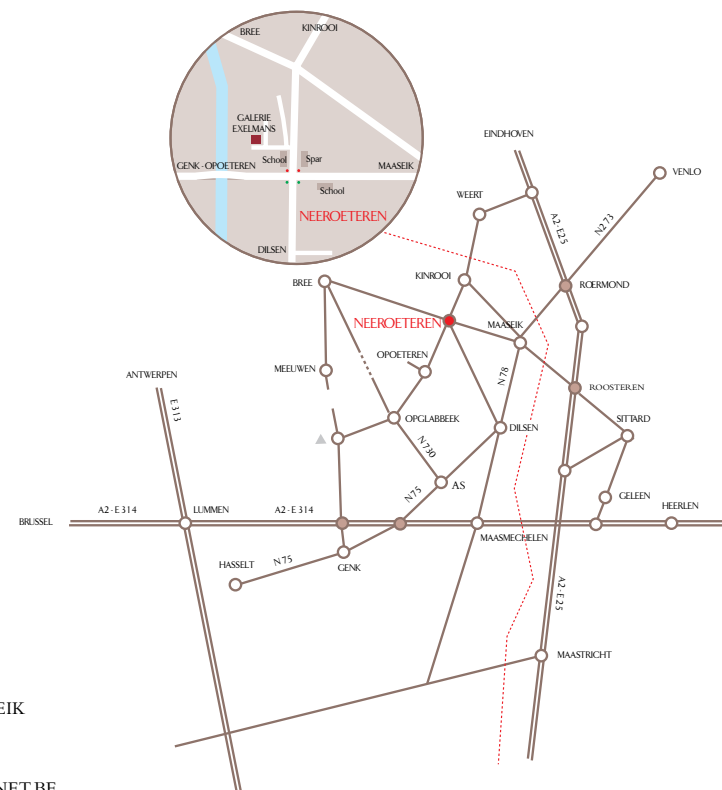 KINROOI
BREE
GALERIE
EXELMANS
School
Spar
GENK - OPOETEREN
MAASEIK
School
NEEROETEREN
DILSEN
EINDHOVEN
VENLO
WEERT
A2 - E25
N273
KINROOI
BREE
ROERMOND
NEEROETEREN
MAASEIK
OPOETEREN
MEEUWEN
N78
ANTWERPEN
ROOSTEREN
E313
OPGLABBEEK
SITTARD
DILSEN
N730
AS
N75
GELEEN
HEERLEN
A2 - E 314
LUMMEN
A2 - E 314
BRUSSEL
MAASMECHELEN
HASSELT
N75
GENK
A2 - E25
MAASTRICHT
EIK
NET.BE